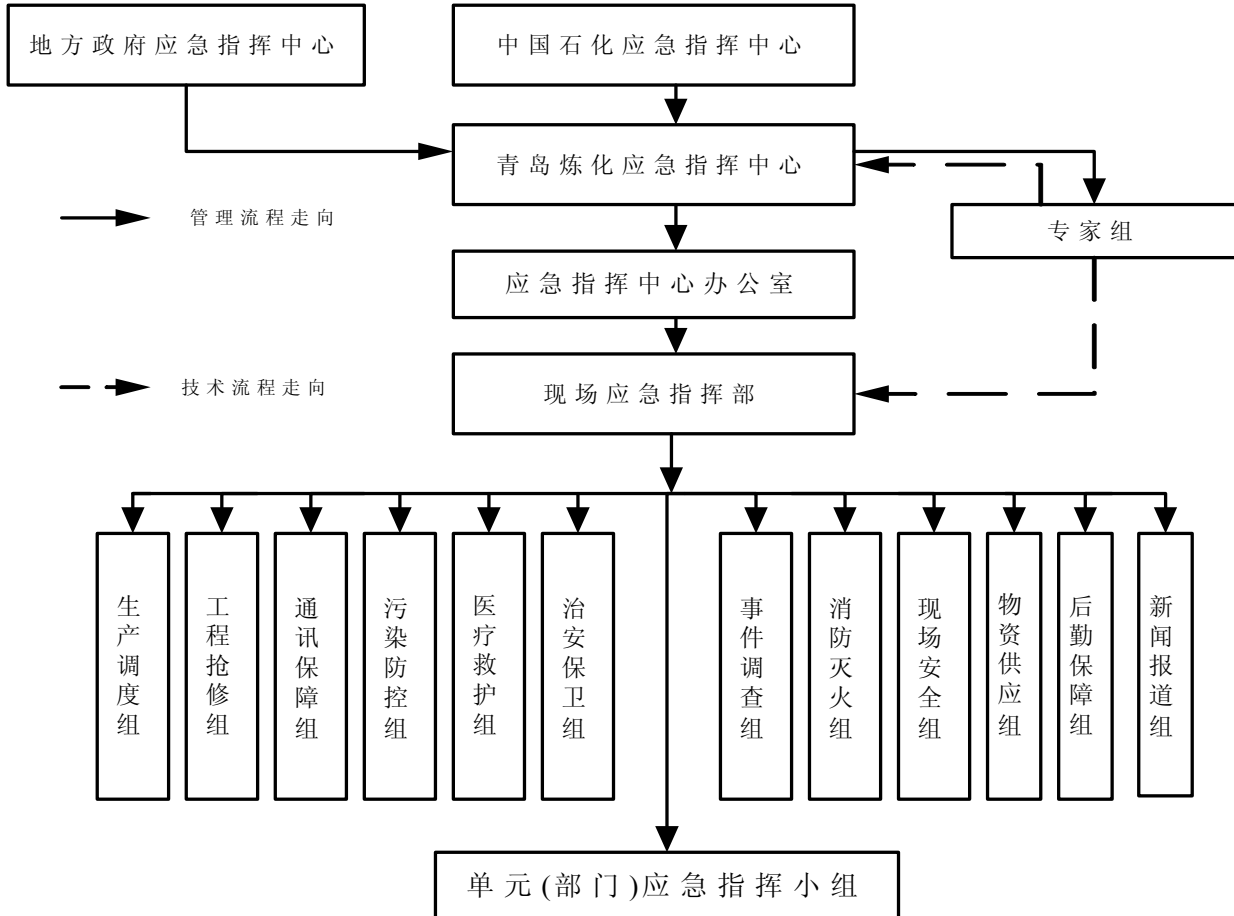 地方政府应急指挥中心
中国石化应急指挥中心
青岛炼化应急指挥中心
管理流程走向
专家组
应急指挥中心办公室
技术流程走向
现场应急指挥部
生产调度组
工程抢修组
通讯保障组
污染防控组
医疗救护组
治安保卫组
事件调查组
消防灭火组
现场安全组
物资供应组
后勤保障组
新闻报道组
单元(部门)应急指挥小组